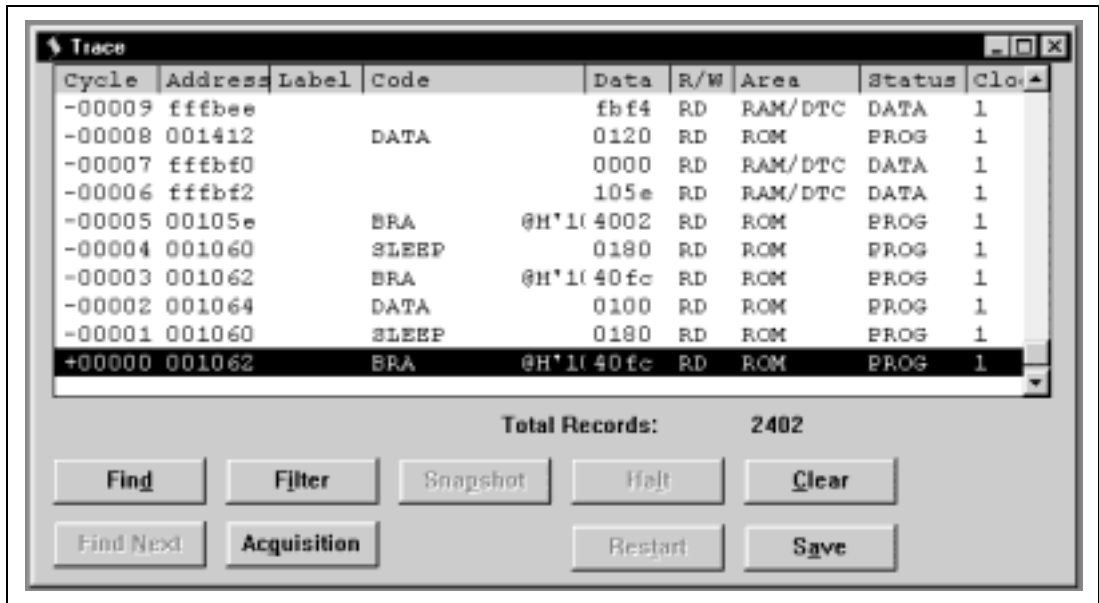 Trace
Cycle Address Label Code Data R/W Area Status Clo
-00009 fffbee fbf4 RD RAM/DTC DATA 1
-00008 001412 DATA 0120 RD ROM PROG 1
-00007 fffbf0 0000 RD RAM/DTC DATA 1
-00006 fffbf2 105e RD RAM/DTC DATA 1
-00005 00105e BRA @H'10 4002 RD ROM PROG 1
-00004 001060 SLEEP 0180 RD ROM PROG 1
-00003 001062 BRA @H'10 40fc RD ROM PROG 1
-00002 001064 DATA 0100 RD ROM PROG 1
-00001 001060 SLEEP 0180 RD ROM PROG 1
+00000 001062 BRA @H'10 40fc RD ROM PROG 1
Total Records: 2402
Find Filter Snapshot Halt Clear
Find Next Acquisition Restart Save